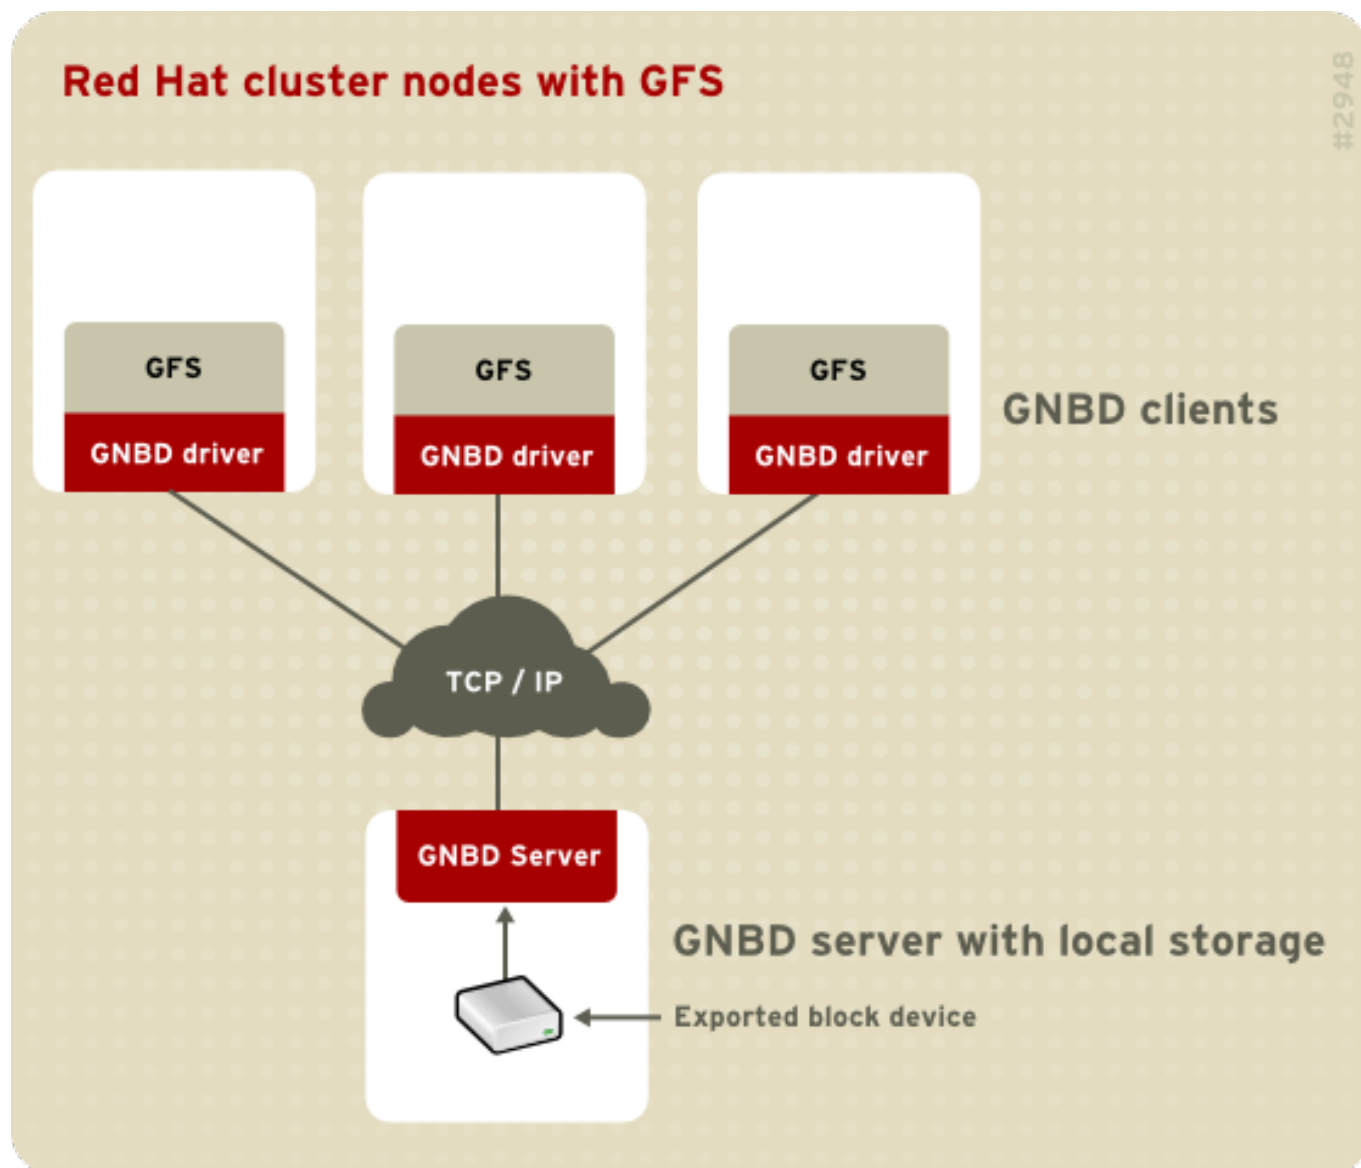 Red Hat cluster nodes with GFS
#2948
GFS
GNBD driver
GFS
GNBD driver
GFS
GNBD driver
GNBD clients
TCP / IP
GNBD Server
GNBD server with local storage
Exported block device